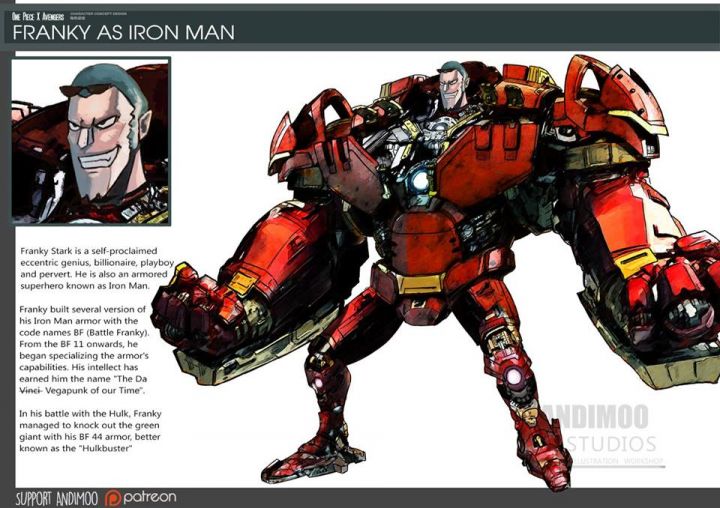 One Piece X Avengers
CHARACTER CONCEPT DESIGN
FRANKY AS IRON MAN
Franky Stark is a self-proclaimed
eccentric genius, billionaire, playboy
and pervert. He is also an armored
superhero known as Iron Man.
Franky built several version of
his Iron Man armor with the
code names BF (Battle Franky).
From the BF 11 onwards, he
began specializing the armor's
capabilities. His intellect has
earned him the name "The Da
Vinci Vegapunk of our Time".
In his battle with the Hulk, Franky
managed to knock out the green
giant with his BF 44 armor, better
known as the "Hulkbuster"
ANDIMOO
STUDIOS
ILLUSTRATION WORKSHOP
SUPPORT ANDIMOO patreon